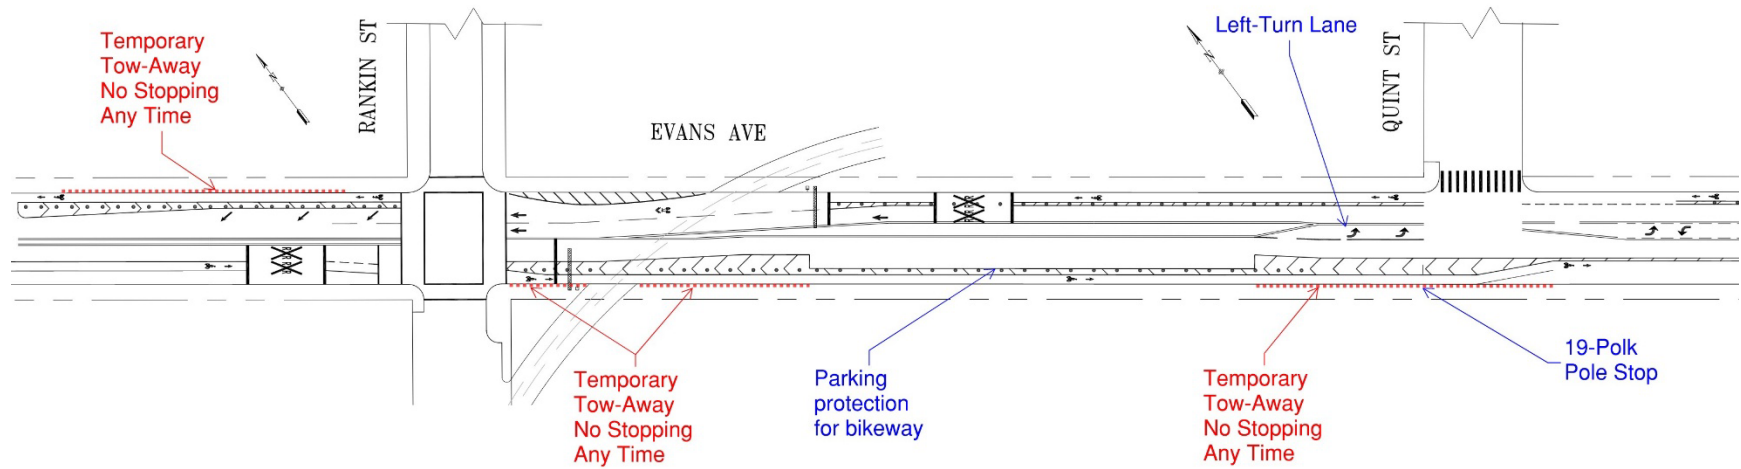 Temporary
Tow-Away
No Stopping
Any Time
RANKIN ST
EVANS AVE
Left-Turn Lane
QUINT ST
N
N
Temporary
Tow-Away
No Stopping
Any Time
Parking
protection
for bikeway
Temporary
Tow-Away
No Stopping
Any Time
19-Polk
Pole Stop